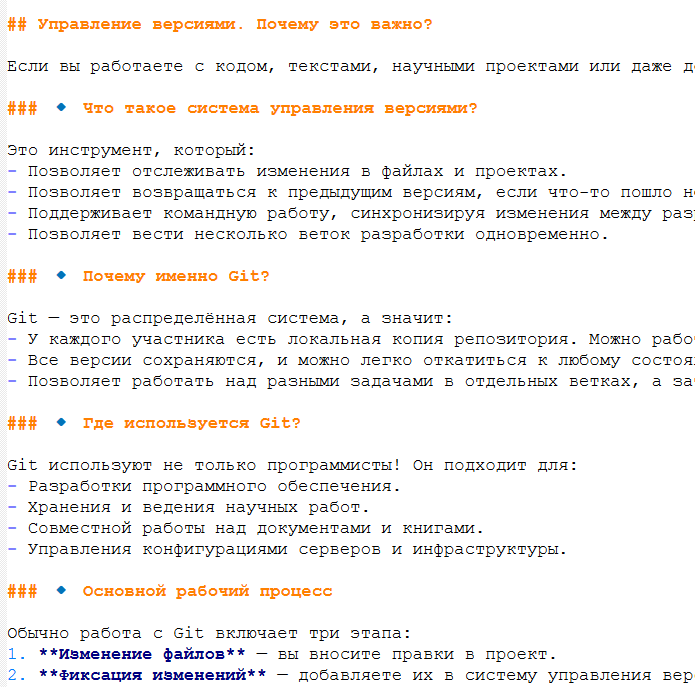 ## Управление версиями. Почему это важно?
Если вы работаете с кодом, текстами, научными проектами или даже
### 🔹 Что такое система управления версиями?
Это инструмент, который:
- Позволяет отслеживать изменения в файлах и проектах.
- Позволяет возвращаться к предыдущим версиям, если что-то пошло
- Поддерживает командную работу, синхронизируя изменения между
- Позволяет вести несколько веток разработки одновременно.
### 🔹 Почему именно Git?
Git — это распределённая система, а значит:
- У каждого участника есть локальная копия репозитория. Можно
- Все версии сохраняются, и можно легко откатиться к любому
- Позволяет работать над разными задачами в отдельных ветках, а
### 🔹 Где используется Git?
Git используют не только программисты! Он подходит для:
- Разработки программного обеспечения.
- Хранения и ведения научных работ.
- Совместной работы над документами и книгами.
- Управления конфигурациями серверов и инфраструктуры.
### 🔹 Основной рабочий процесс
Обычно работа с Git включает три этапа:
1. **Изменение файлов** — вы вносите правки в проект.
2. **Фиксация изменений** — добавляете их в систему управления